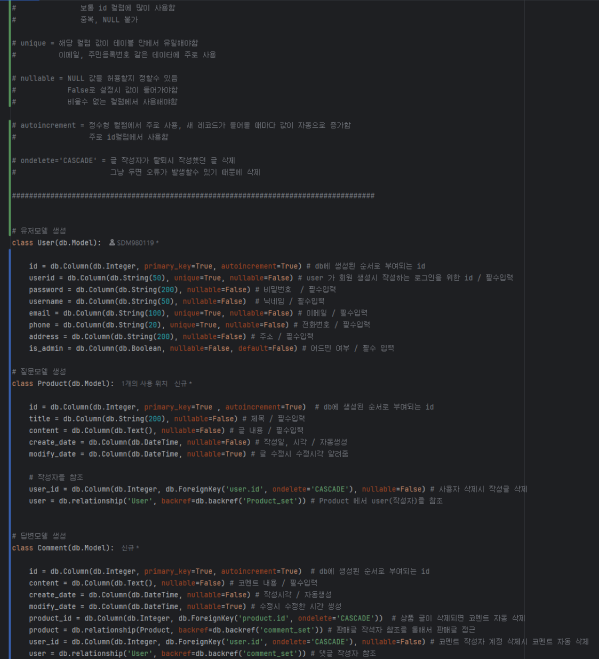 # 보통 id 컬럼에 많이 사용함
# 중복, NULL 불가
# unique = 해당 컬럼 값이 테이블 안에서 유일해야함
# 이메일, 주민등록번호 같은 데이터에 주로 사용
# nullable = NULL 값을 허용할지 정할수 있음
# False로 설정시 값이 들어가야함
# 비울수 없는 컬럼에서 사용해야함
# autoincrement = 정수형 컬럼에서 주로 사용, 새 레코드가 들어올 때마다 값이 자동으로 증가함
# 주로 id컬럼에서 사용함
# ondelete='CASCADE' = 글 작성자가 탈퇴시 작성했던 글 삭제
# 그냥 두면 오류가 발생할수 있기 때문에 삭제
#####################################################################################
# 유저모델 생성
class User(db.Model): SDM960119 *
id = db.Column(db.Integer, primary_key=True, autoincrement=True) # db에 생성된 순서로 부여되는 id
userid = db.Column(db.String(50), unique=True, nullable=False) # user 가 회원 생성시 작성하는 로그인을 위한 id / 필수입력
password = db.Column(db.String(200), nullable=False) # 비밀번호 / 필수입력
username = db.Column(db.String(50), nullable=False) # 닉네임 / 필수입력
email = db.Column(db.String(100), unique=True, nullable=False) # 이메일 / 필수입력
phone = db.Column(db.String(20), unique=True, nullable=False) # 전화번호 / 필수입력
address = db.Column(db.String(200), nullable=False) # 주소 / 필수입력
is_admin = db.Column(db.Boolean, nullable=False, default=False) # 어드민 여부 / 필수 입력
# 질문모델 생성
class Product(db.Model): 1개의 사용 위치 신규 *
id = db.Column(db.Integer, primary_key=True , autoincrement=True) # db에 생성된 순서로 부여되는 id
title = db.Column(db.String(200), nullable=False) # 제목 / 필수입력
content = db.Column(db.Text(), nullable=False) # 글 내용 / 필수입력
create_date = db.Column(db.DateTime, nullable=False) # 작성일, 시각 / 자동생성
modify_date = db.Column(db.DateTime, nullable=True) # 글 수정시 수정시각 알려줌
# 작성자를 참조
user_id = db.Column(db.Integer, db.ForeignKey('user.id', ondelete='CASCADE'), nullable=False) # 사용자 삭제시 작성글 삭제
user = db.relationship('User', backref=db.backref('Product_set')) # Product 에서 user(작성자)를 참조
# 답변모델 생성
class Comment(db.Model): 신규 *
id = db.Column(db.Integer, primary_key=True, autoincrement=True) # db에 생성된 순서로 부여되는 id
content = db.Column(db.Text(), nullable=False) # 코멘트 내용 / 필수입력
create_date = db.Column(db.DateTime, nullable=False) # 작성시각 / 자동생성
modify_date = db.Column(db.DateTime, nullable=True) # 수정시 수정한 시간 생성
product_id = db.Column(db.Integer, db.ForeignKey('product.id', ondelete='CASCADE')) # 상품 글이 삭제되면 코멘트 자동 삭제
product = db.relationship(Product, backref=db.backref('comment_set')) # 판매글 작성자 참조를 통해서 판매글 접근
user_id = db.Column(db.Integer, db.ForeignKey('user.id', ondelete='CASCADE'), nullable=False) # 코멘트 작성자 계정 삭제시 코멘트 자동 삭제
user = db.relationship('User', backref=db.backref('comment_set')) # 댓글 작성자 참조